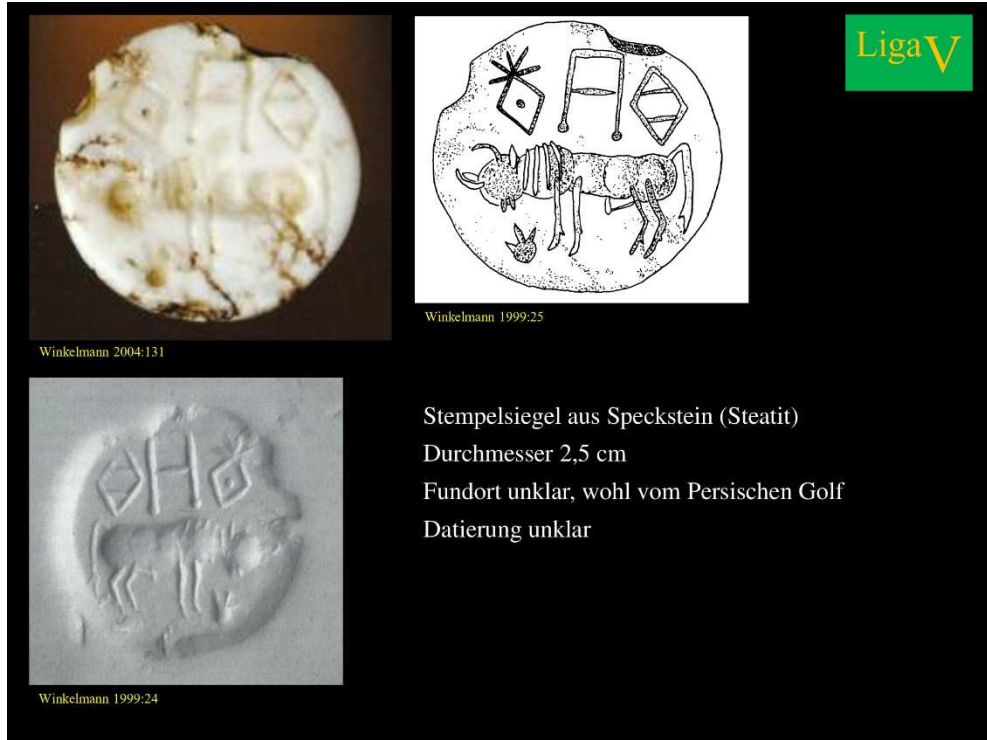 Liga V
Winkelmann 1999:25
Winkelmann 2004:131
Stempelsiegel aus Speckstein (Steatit)
Durchmesser 2,5 cm
Fundort unklar, wohl vom Persischen Golf
Datierung unklar
Winkelmann 1999:24